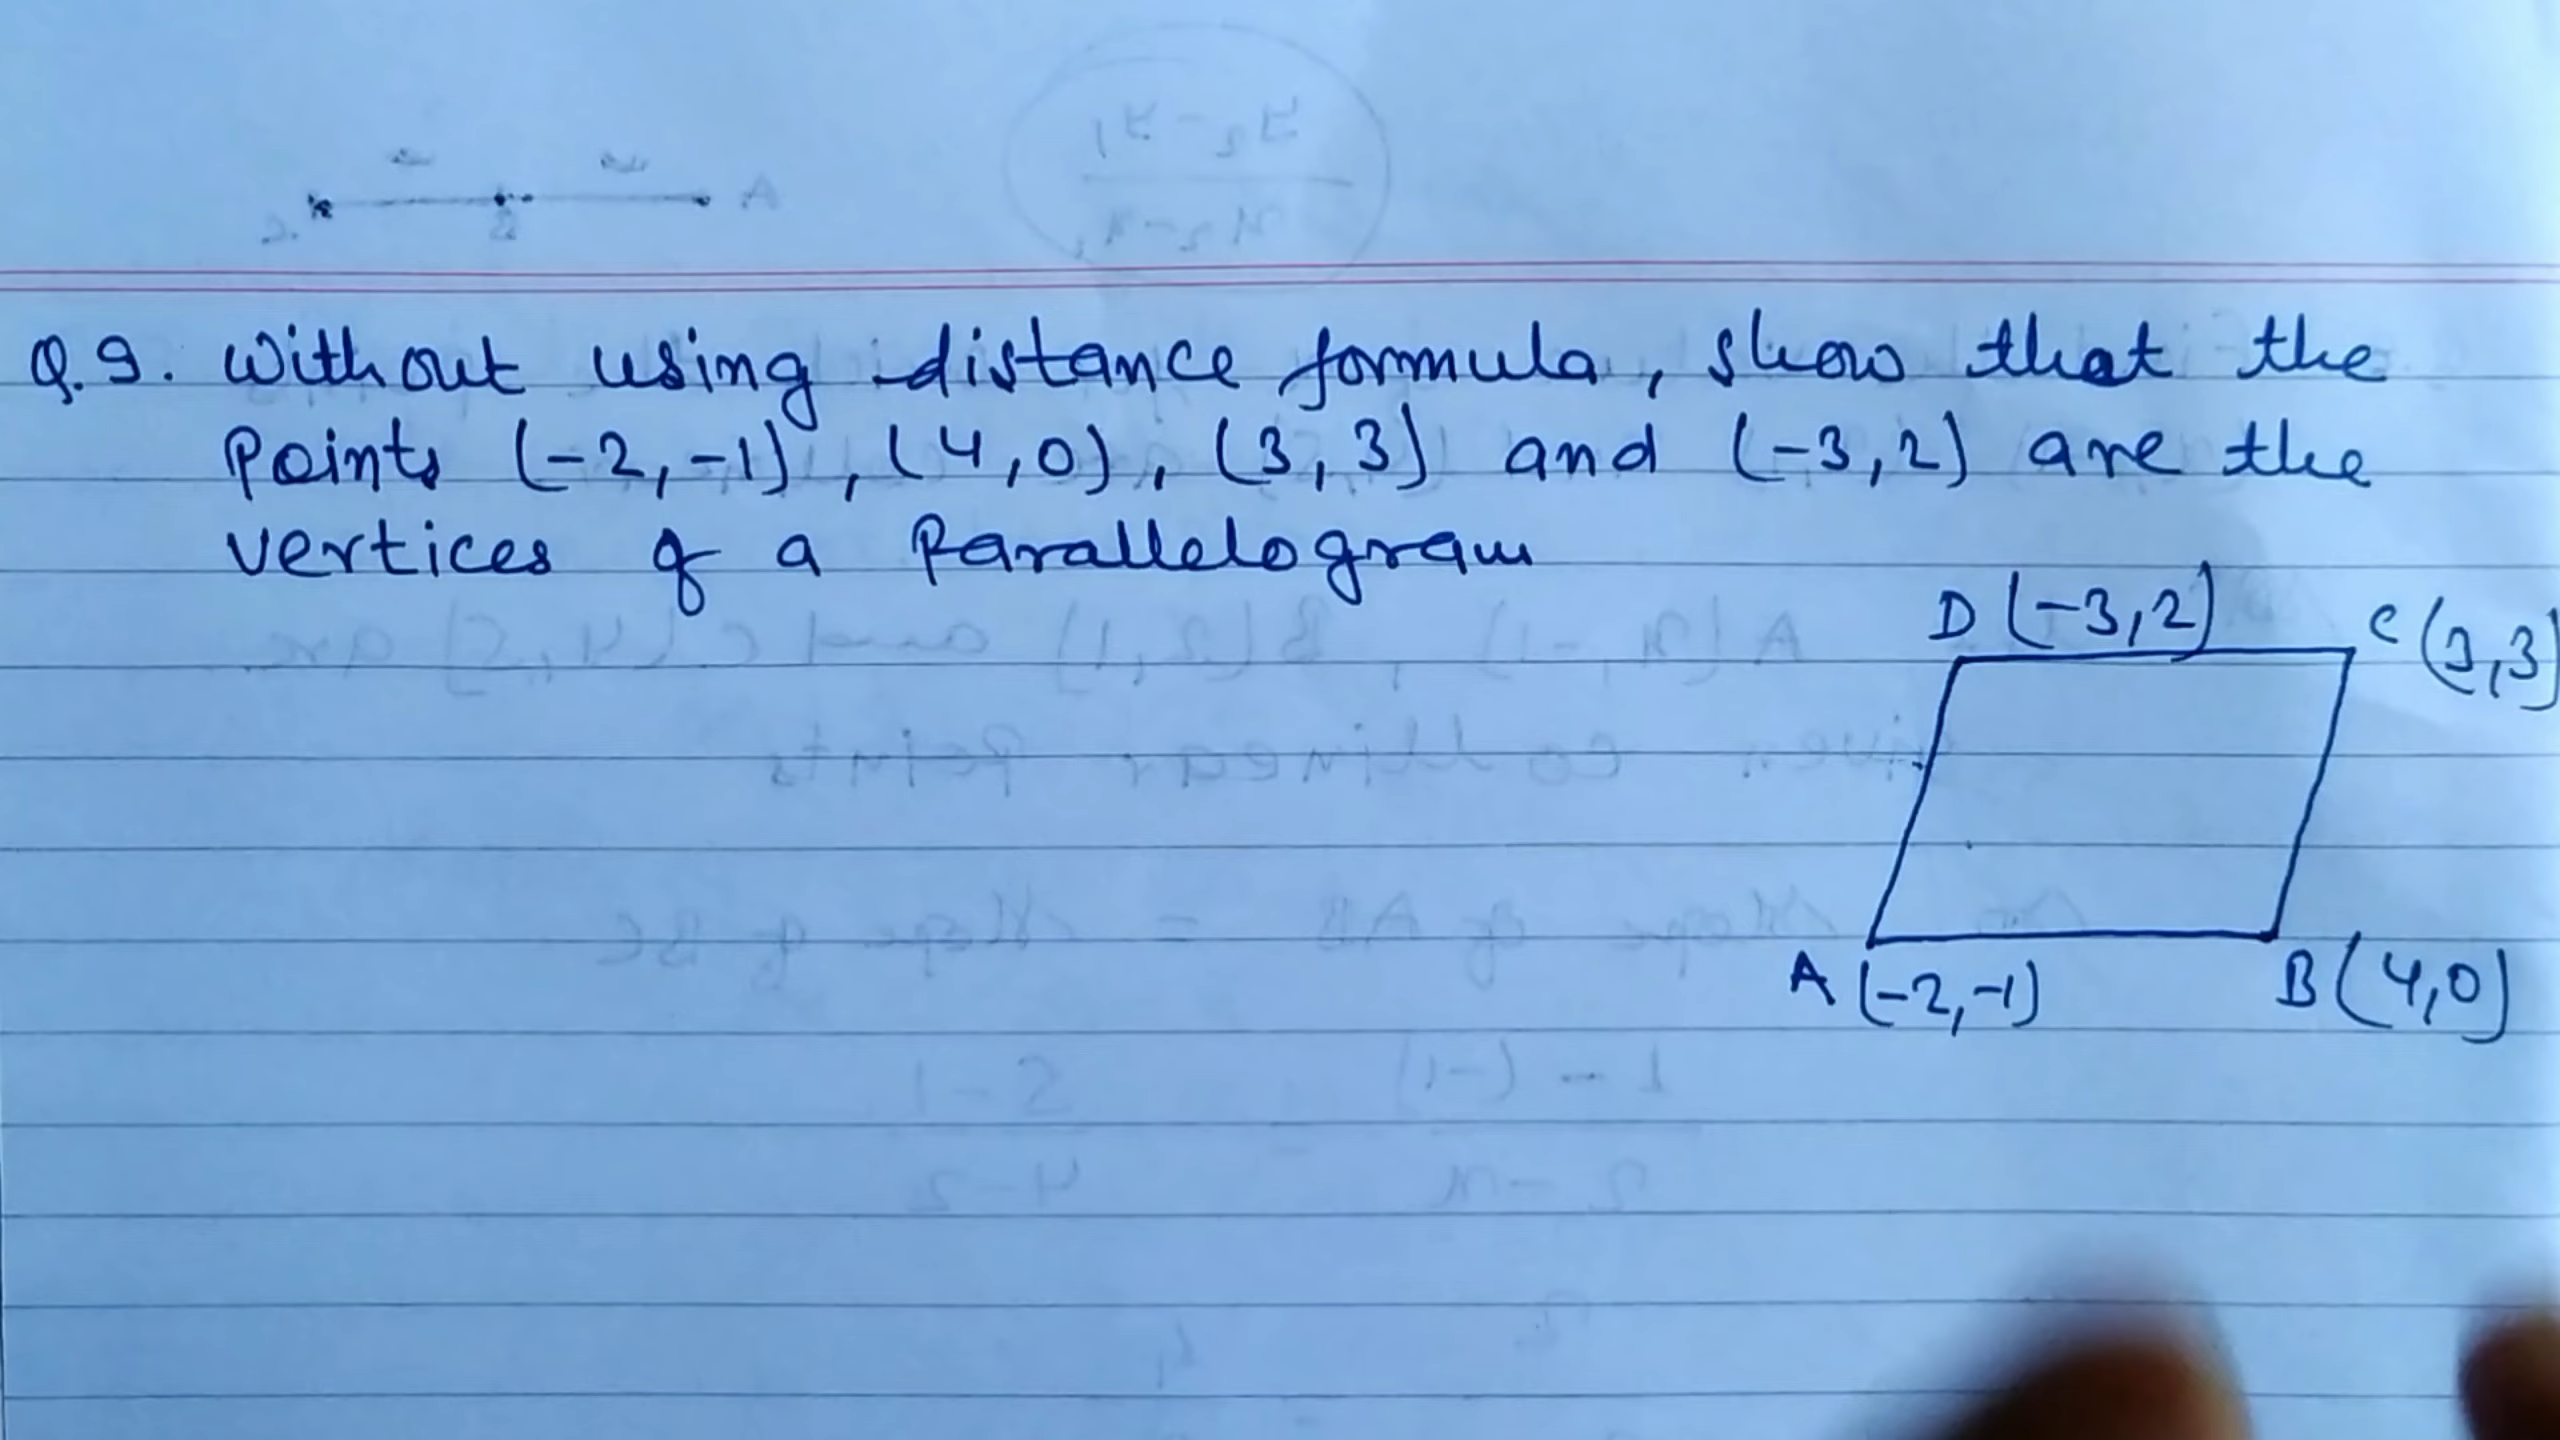 Q.9. Without using distance formula, show that the
Points (-2,-1), (4,0), (3,3) and (-3,2) are the
vertices of a Parallelogram
D (-3,2) C (3,3)
A (-2,-1) B (4,0)